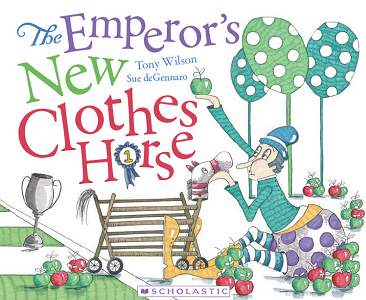 The Emperor's
New
Tony Wilson
Sue deGennaro
Clothes
Horse
1
SCHOLASTIC